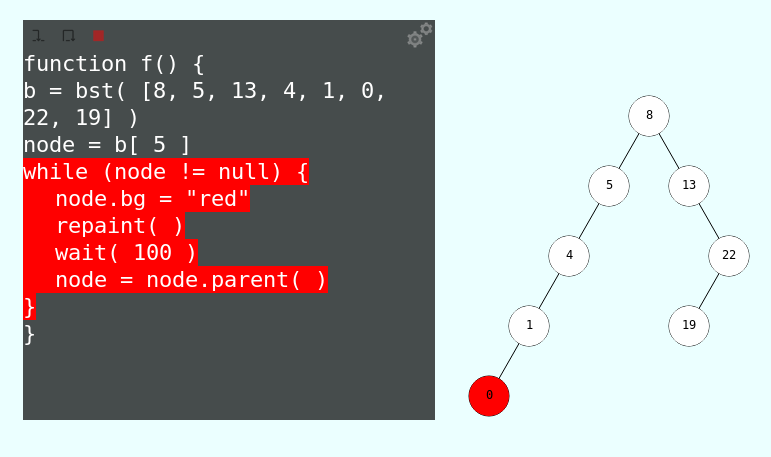 function f() {
b = bst( [8, 5, 13, 4, 1, 0,
22, 19] )
node = b[ 5 ]
while (node != null) {
node.bg = "red"
repaint( )
wait( 100 )
node = node.parent( )
}
}
8
5
13
4
22
1
19
0